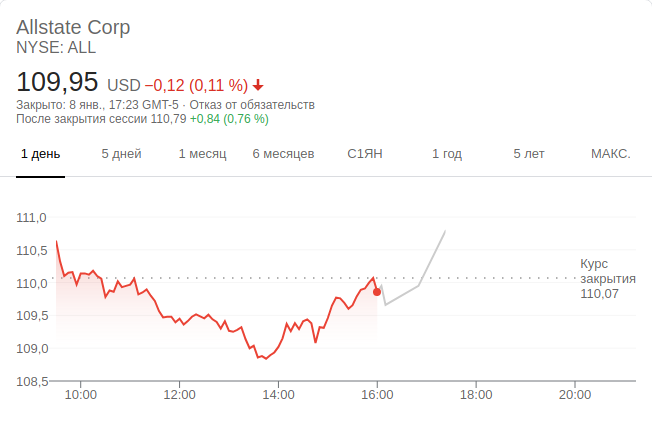 Allstate Corp
NYSE: ALL
109,95 USD −0,12 (0,11 %)
Закрыто: 8 янв., 17:23 GMT-5 · Отказ от обязательств
После закрытия сессии 110,79 +0,84 (0,76 %)
1 день 5 дней 1 месяц 6 месяцев С1ЯН 1 год 5 лет МАКС.
111,0
110,5
Курс
закрытия
110,07
110,0
109,5
109,0
108,5
10:00 12:00 14:00 16:00 18:00 20:00